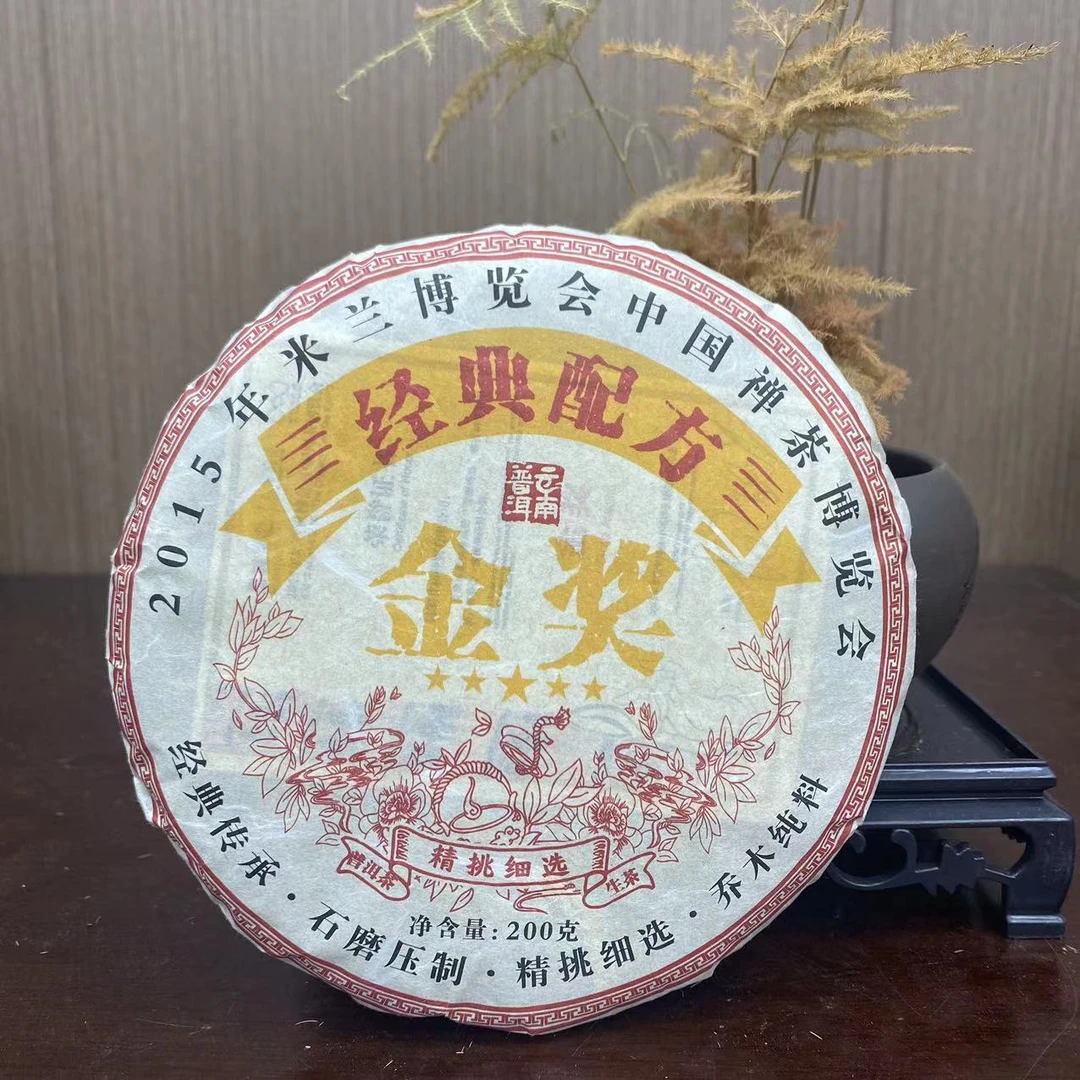 2015年米兰博览会中国禅茶博览会
经典配方
云南
普洱
金奖
精挑细选
普洱茶
生茶
净含量:200克
经典传承·石磨压制·精挑细选·乔木纯料